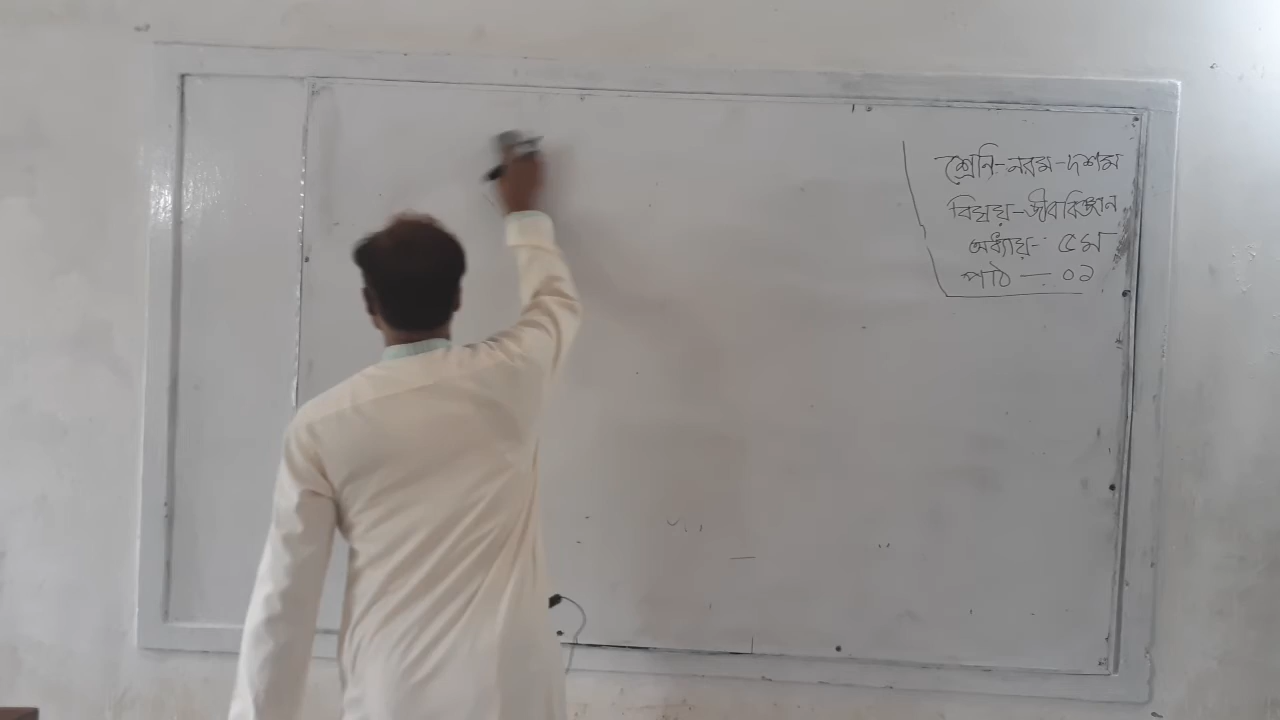 শ্রেনি-নবম-দশম
বিষয়-জীববিজ্ঞান
অধ্যায়- ৫ম
পাঠ - ০১